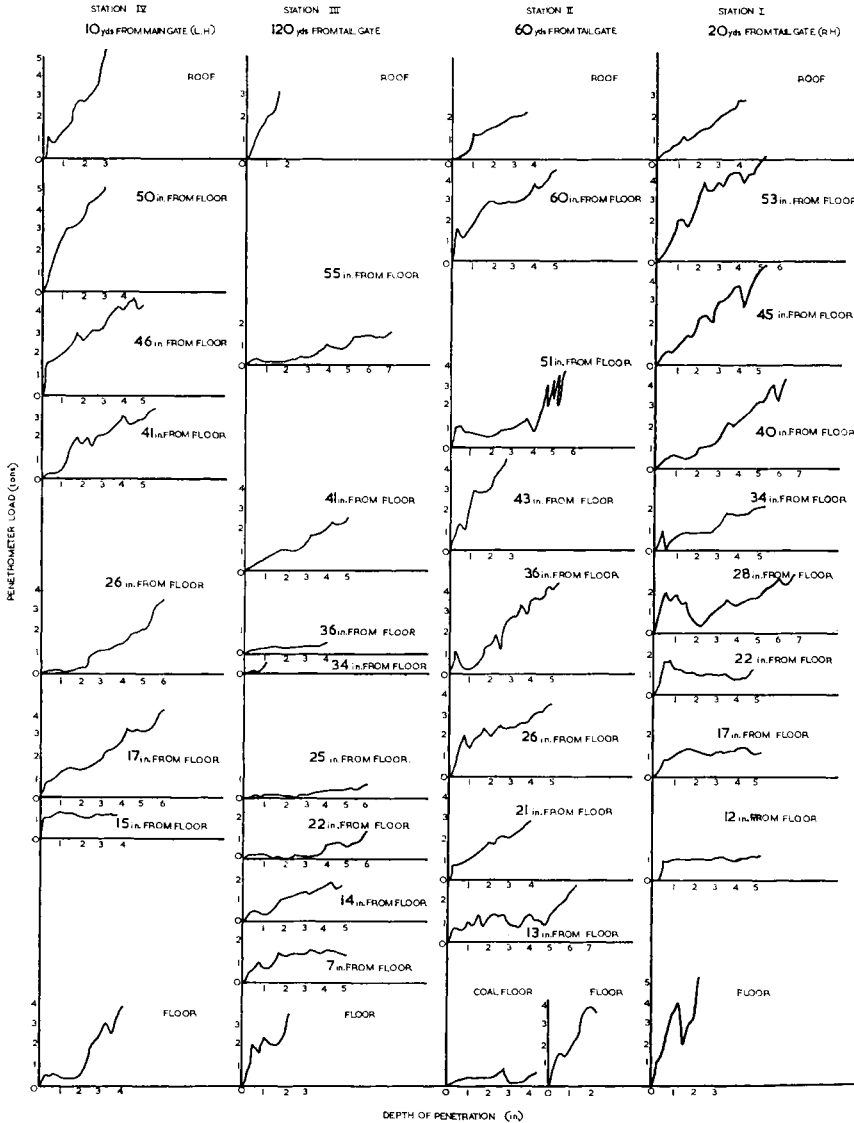 STATION IV STATION III STATION II STATION I
10 yds FROM MAIN GATE (L.H) 120 yds FROM TAIL GATE 60 yds FROM TAIL GATE 20 yds FROM TAIL GATE (R.H)
ROOF ROOF ROOF ROOF
50 in. FROM FLOOR 60 in. FROM FLOOR 53 in. FROM FLOOR
55 in. FROM FLOOR
46 in FROM FLOOR 45 in. FROM FLOOR
51 in. FROM FLOOR
41 in FROM FLOOR 40 in. FROM FLOOR
41 in. FROM FLOOR 43 in. FROM FLOOR 34 in. FROM FLOOR
26 in. FROM FLOOR 36 in. FROM FLOOR 28 in. FROM FLOOR
36 in. FROM FLOOR
34 in. FROM FLOOR 22 in. FROM FLOOR
17 in. FROM FLOOR 25 in. FROM FLOOR. 26 in. FROM FLOOR 17 in. FROM FLOOR
15 in. FROM FLOOR 22 in. FROM FLOOR 21 in. FROM FLOOR 12 in. FROM FLOOR
14 in. FROM FLOOR 13 in. FROM FLOOR
7 in. FROM FLOOR
FLOOR FLOOR COAL FLOOR FLOOR FLOOR
PENETROMETER LOAD (tons)
DEPTH OF PENETRATION (in)